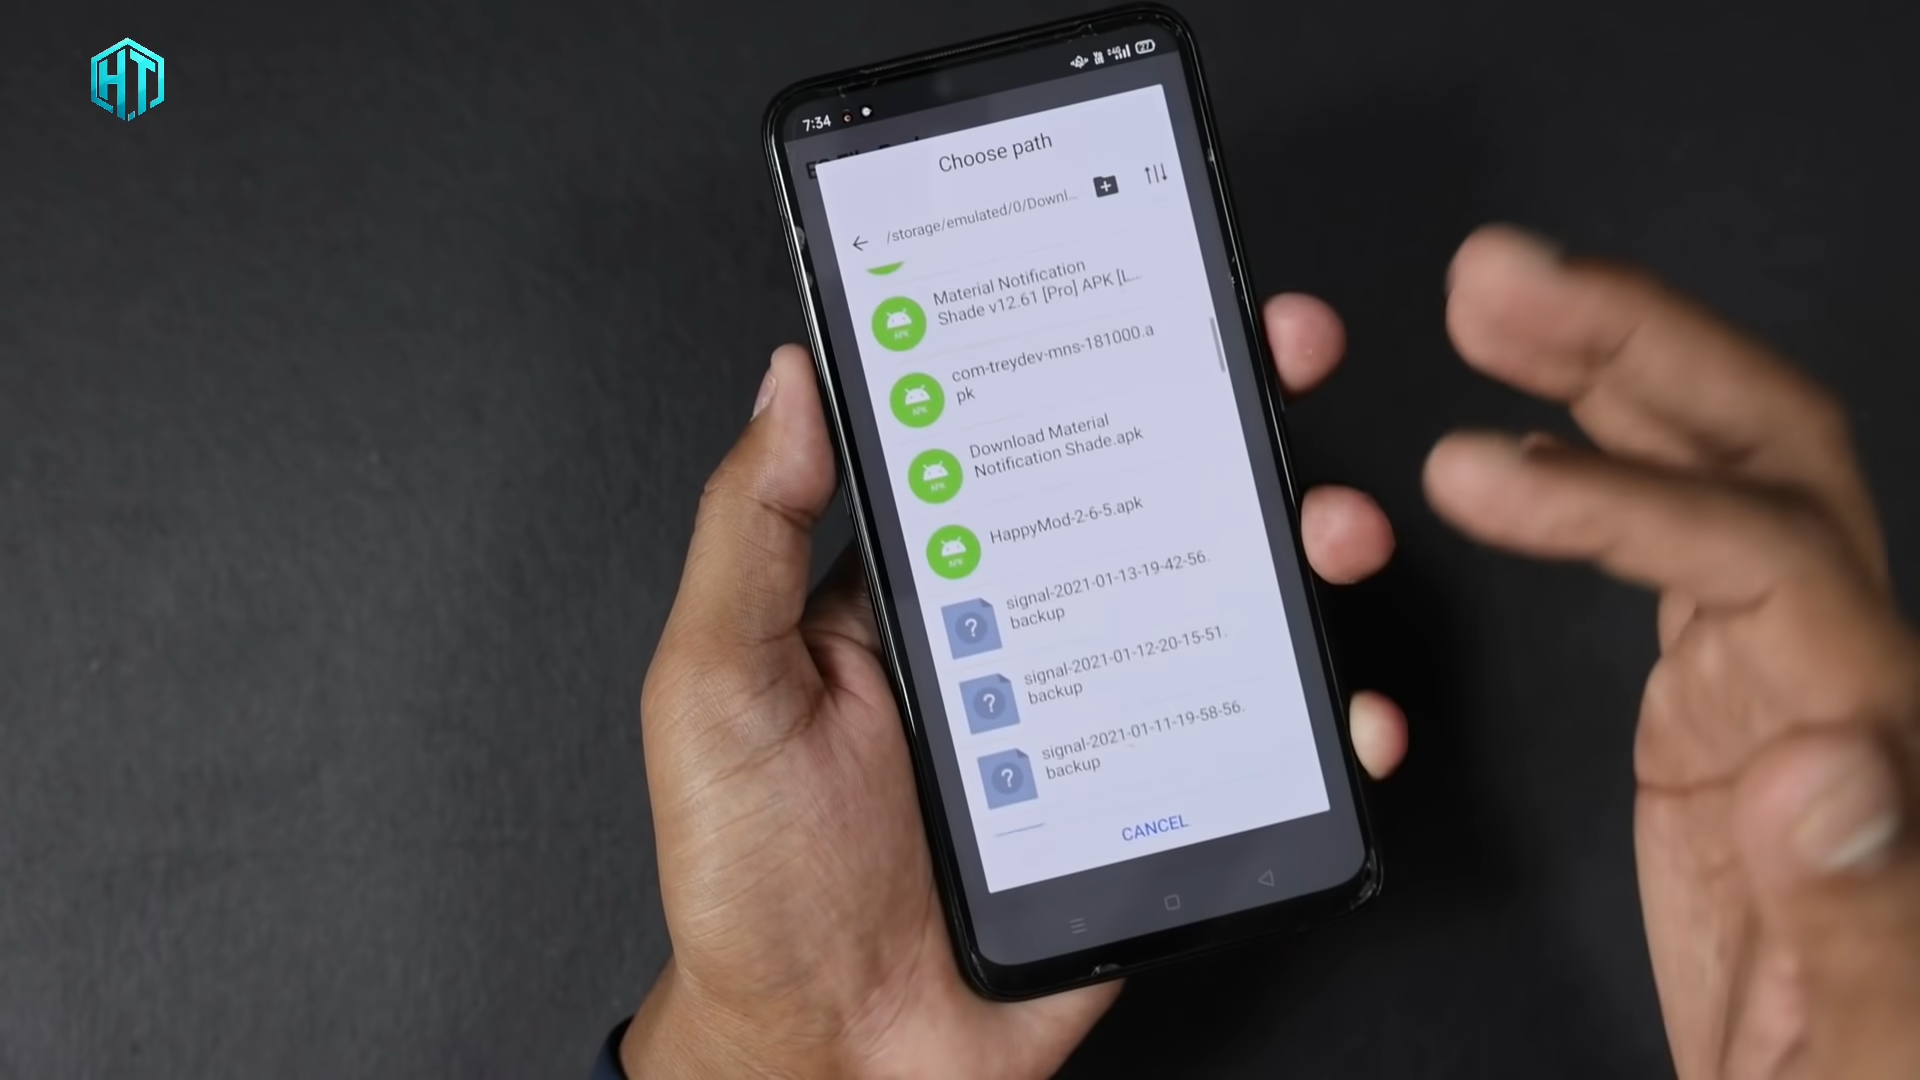 HT
7:34
27
Choose path
/storage/emulated/0/Downl...
Material Notification
Shade v12.61 [Pro] APK [L...
APK
com-treydev-mns-181000.a
pk
APK
Download Material
Notification Shade.apk
APK
HappyMod-2-6-5.apk
APK
signal-2021-01-13-19-42-56.
backup
?
signal-2021-01-12-20-15-51.
backup
?
signal-2021-01-11-19-58-56.
backup
?
CANCEL